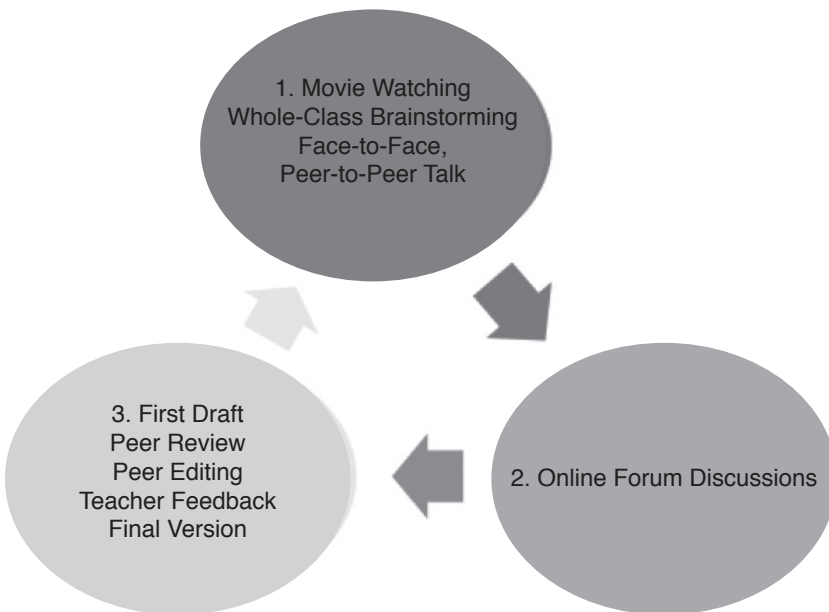 1. Movie Watching
Whole-Class Brainstorming
Face-to-Face,
Peer-to-Peer Talk
2. Online Forum Discussions
3. First Draft
Peer Review
Peer Editing
Teacher Feedback
Final Version